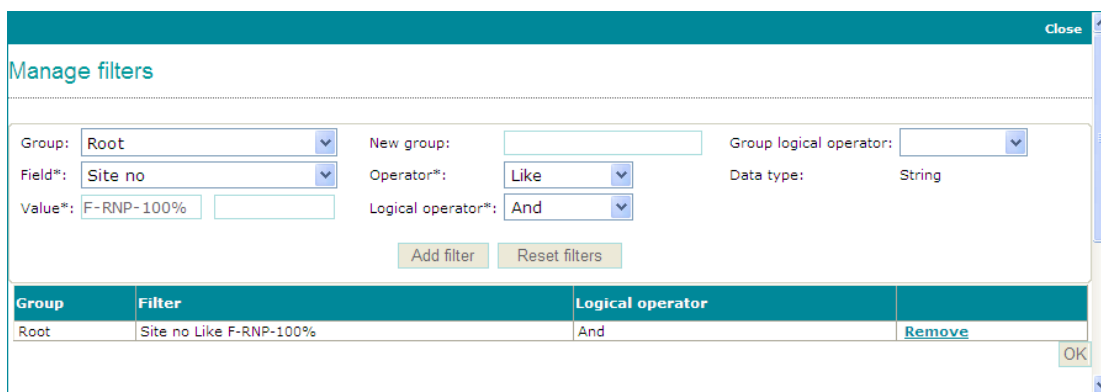 Close
Manage filters
Group: Root New group: Group logical operator:
Field*: Site no Operator*: Like Data type: String
Value*: F-RNP-100% Logical operator*: And
Add filter Reset filters
Group Filter Logical operator
Root Site no Like F-RNP-100% And Remove
OK